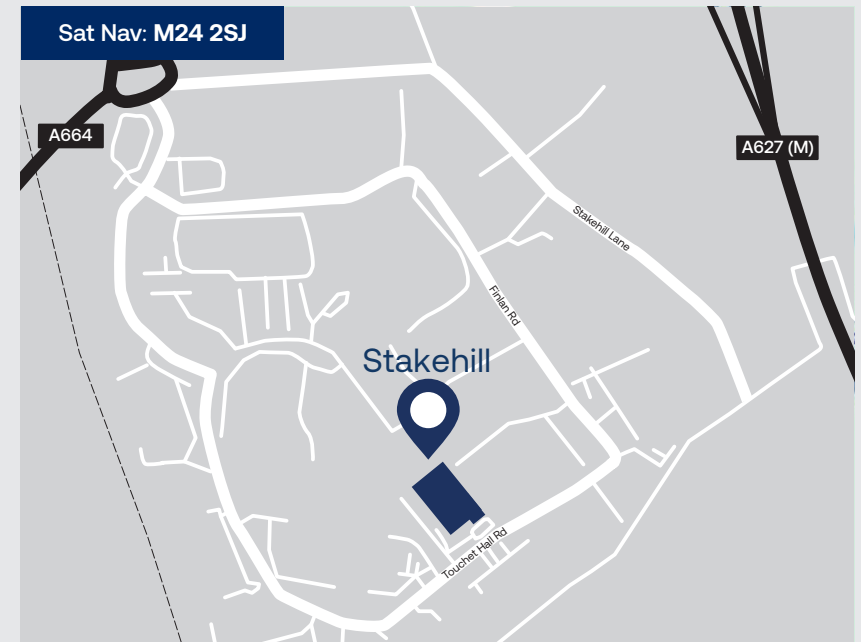 Sat Nav: M24 2SJ
A664
A627 (M)
Stakehill Lane
Finlan Rd
Stakehill
Touchet Hall Rd